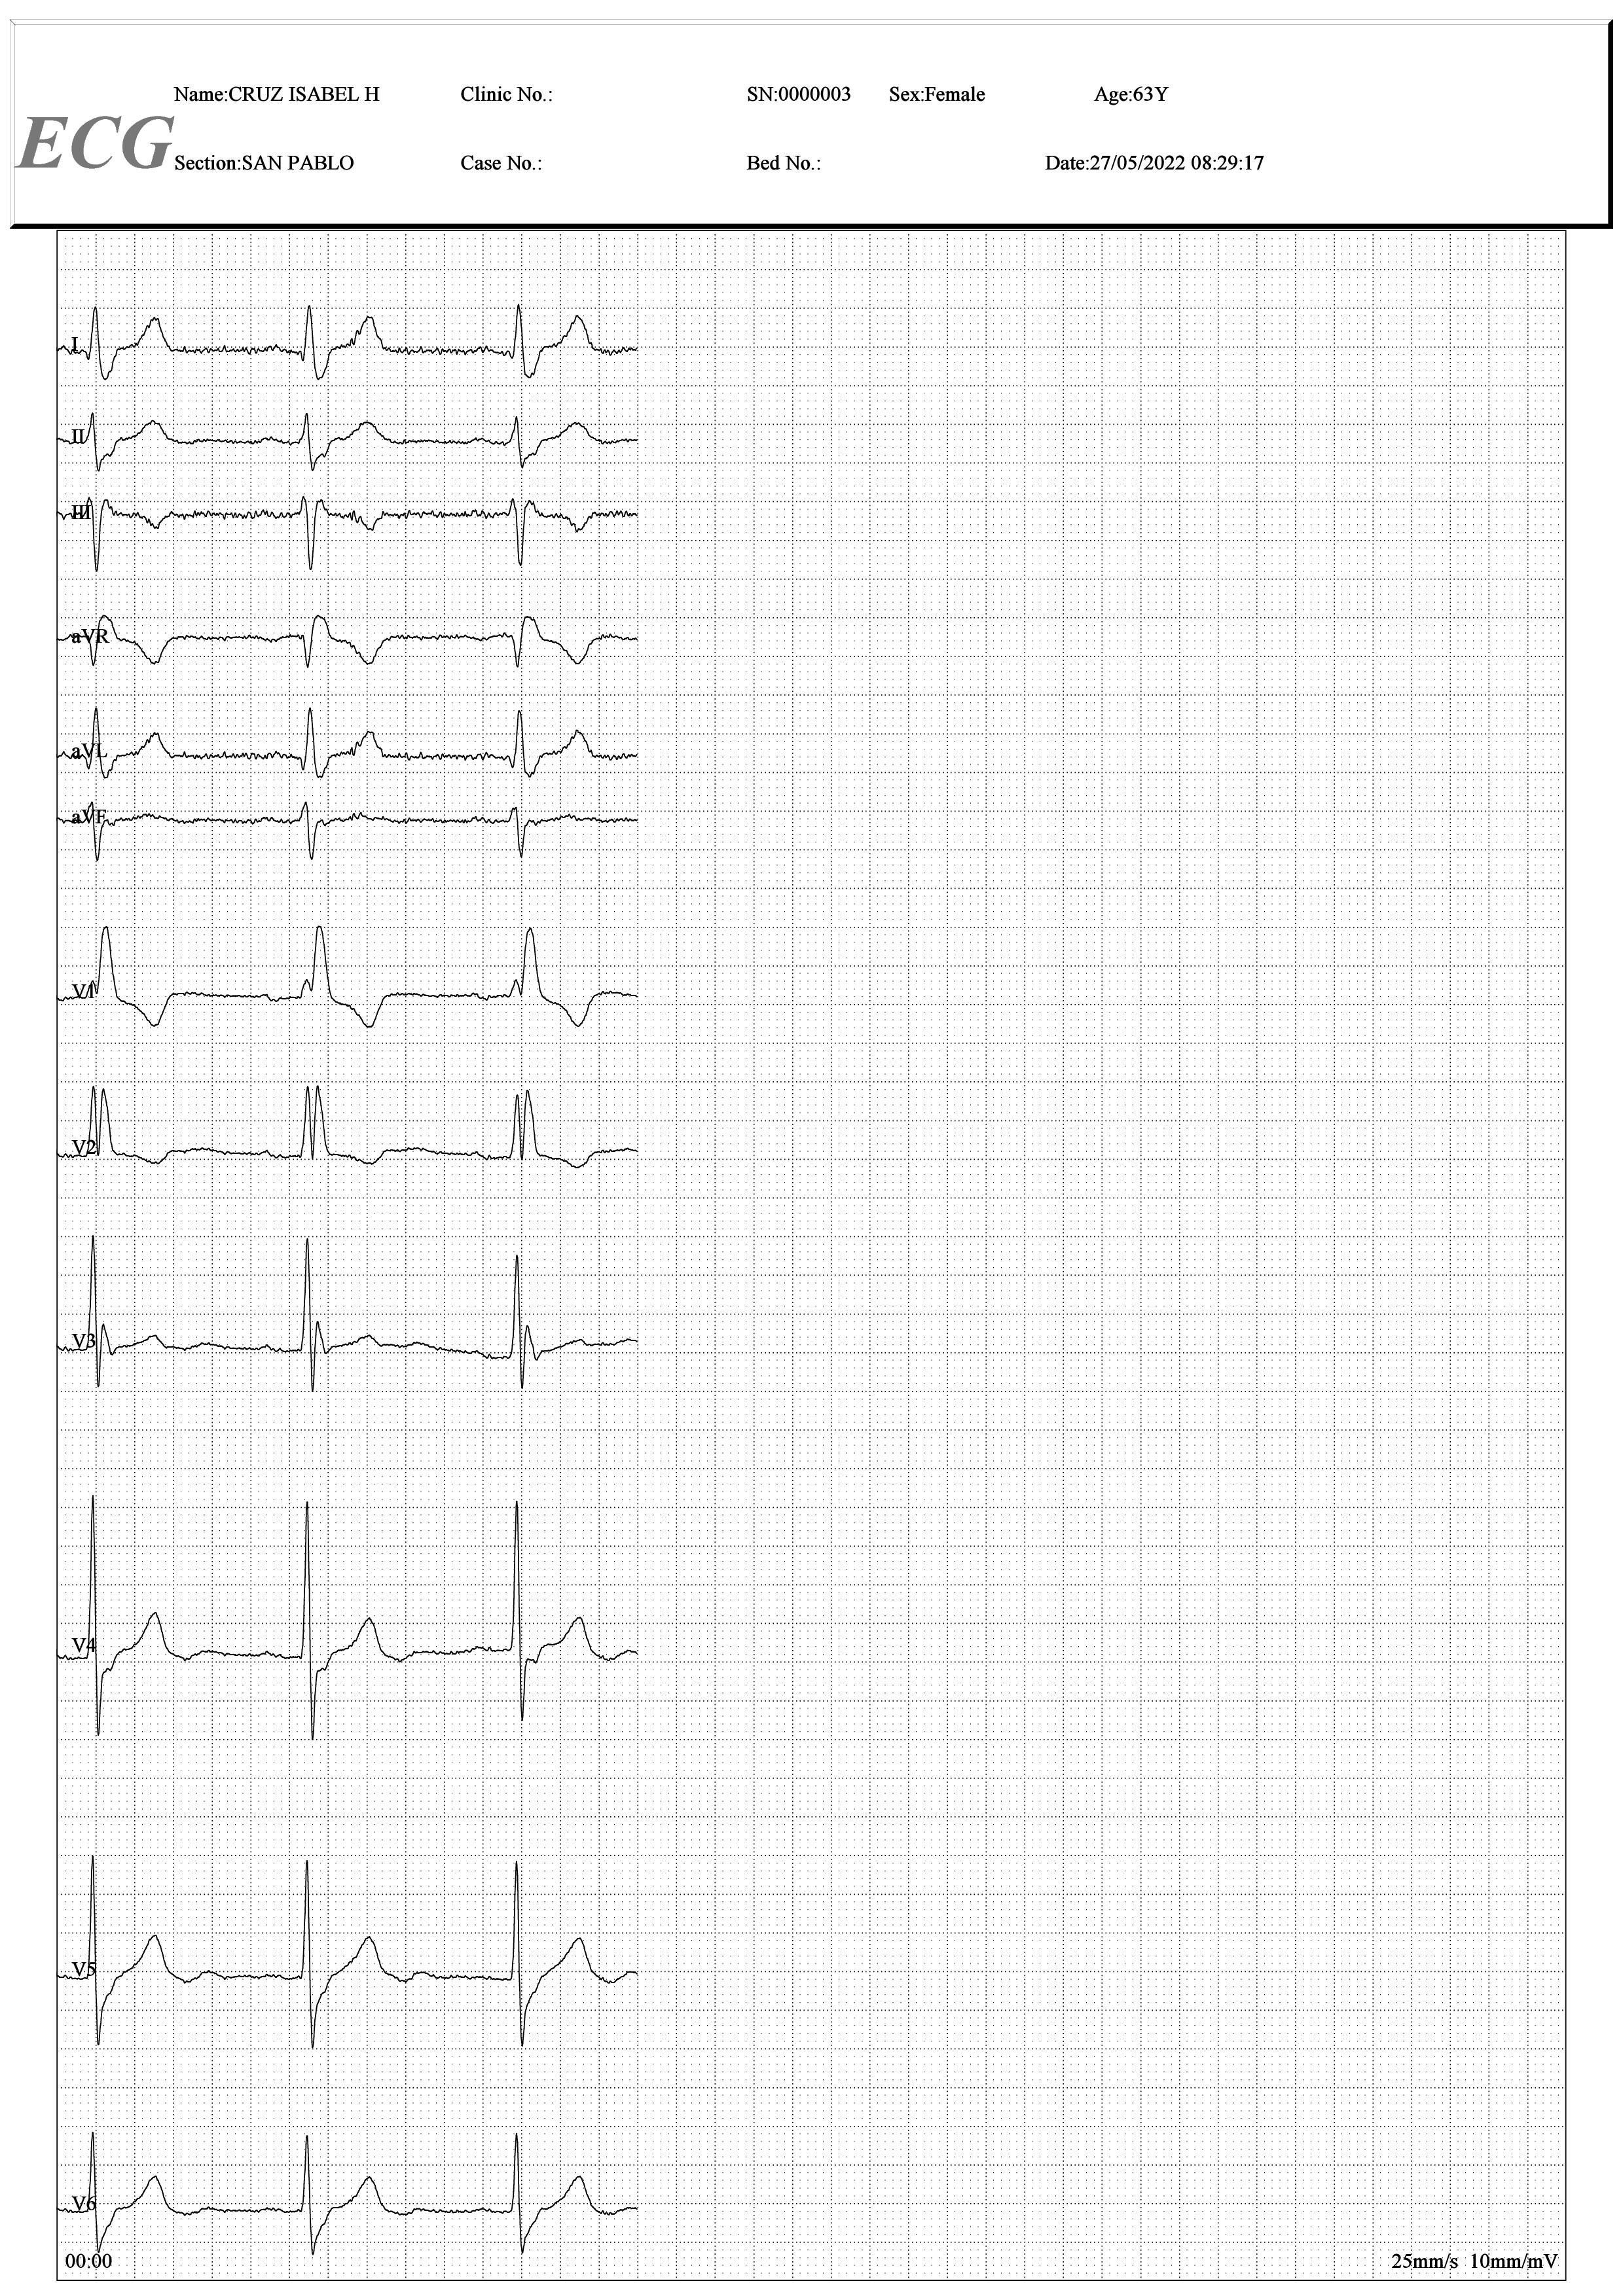 Name:CRUZ ISABEL H Clinic No.: SN:0000003 Sex:Female Age:63Y
ECG
Section:SAN PABLO Case No.: Bed No.: Date:27/05/2022 08:29:17
I
II
III
aVR
aVL
aVF
V1
V2
V3
V4
V5
V6
00:00 25mm/s 10mm/mV